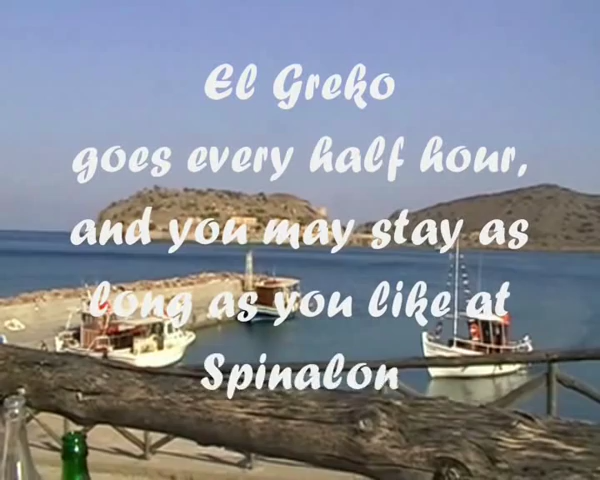 El Greko
goes every half hour,
and you may stay as
long as you like at
Spinalon